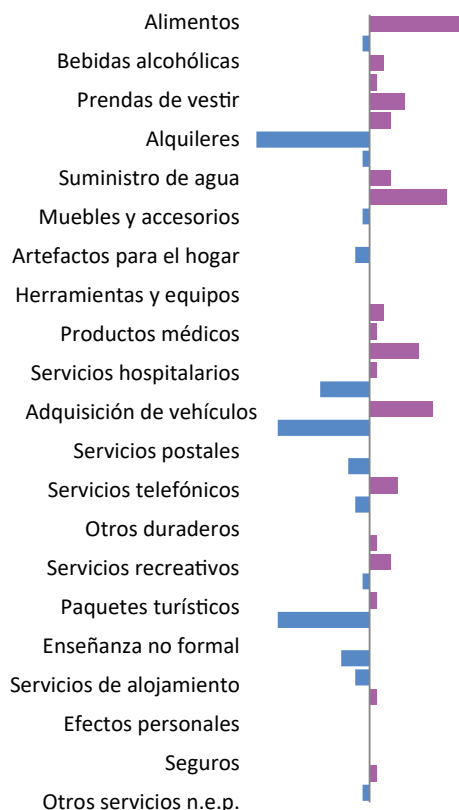 Alimentos
Bebidas alcohólicas
Prendas de vestir
Alquileres
Suministro de agua
Muebles y accesorios
Artefactos para el hogar
Herramientas y equipos
Productos médicos
Servicios hospitalarios
Adquisición de vehículos
Servicios postales
Servicios telefónicos
Otros duraderos
Servicios recreativos
Paquetes turísticos
Enseñanza no formal
Servicios de alojamiento
Efectos personales
Seguros
Otros servicios n.e.p.